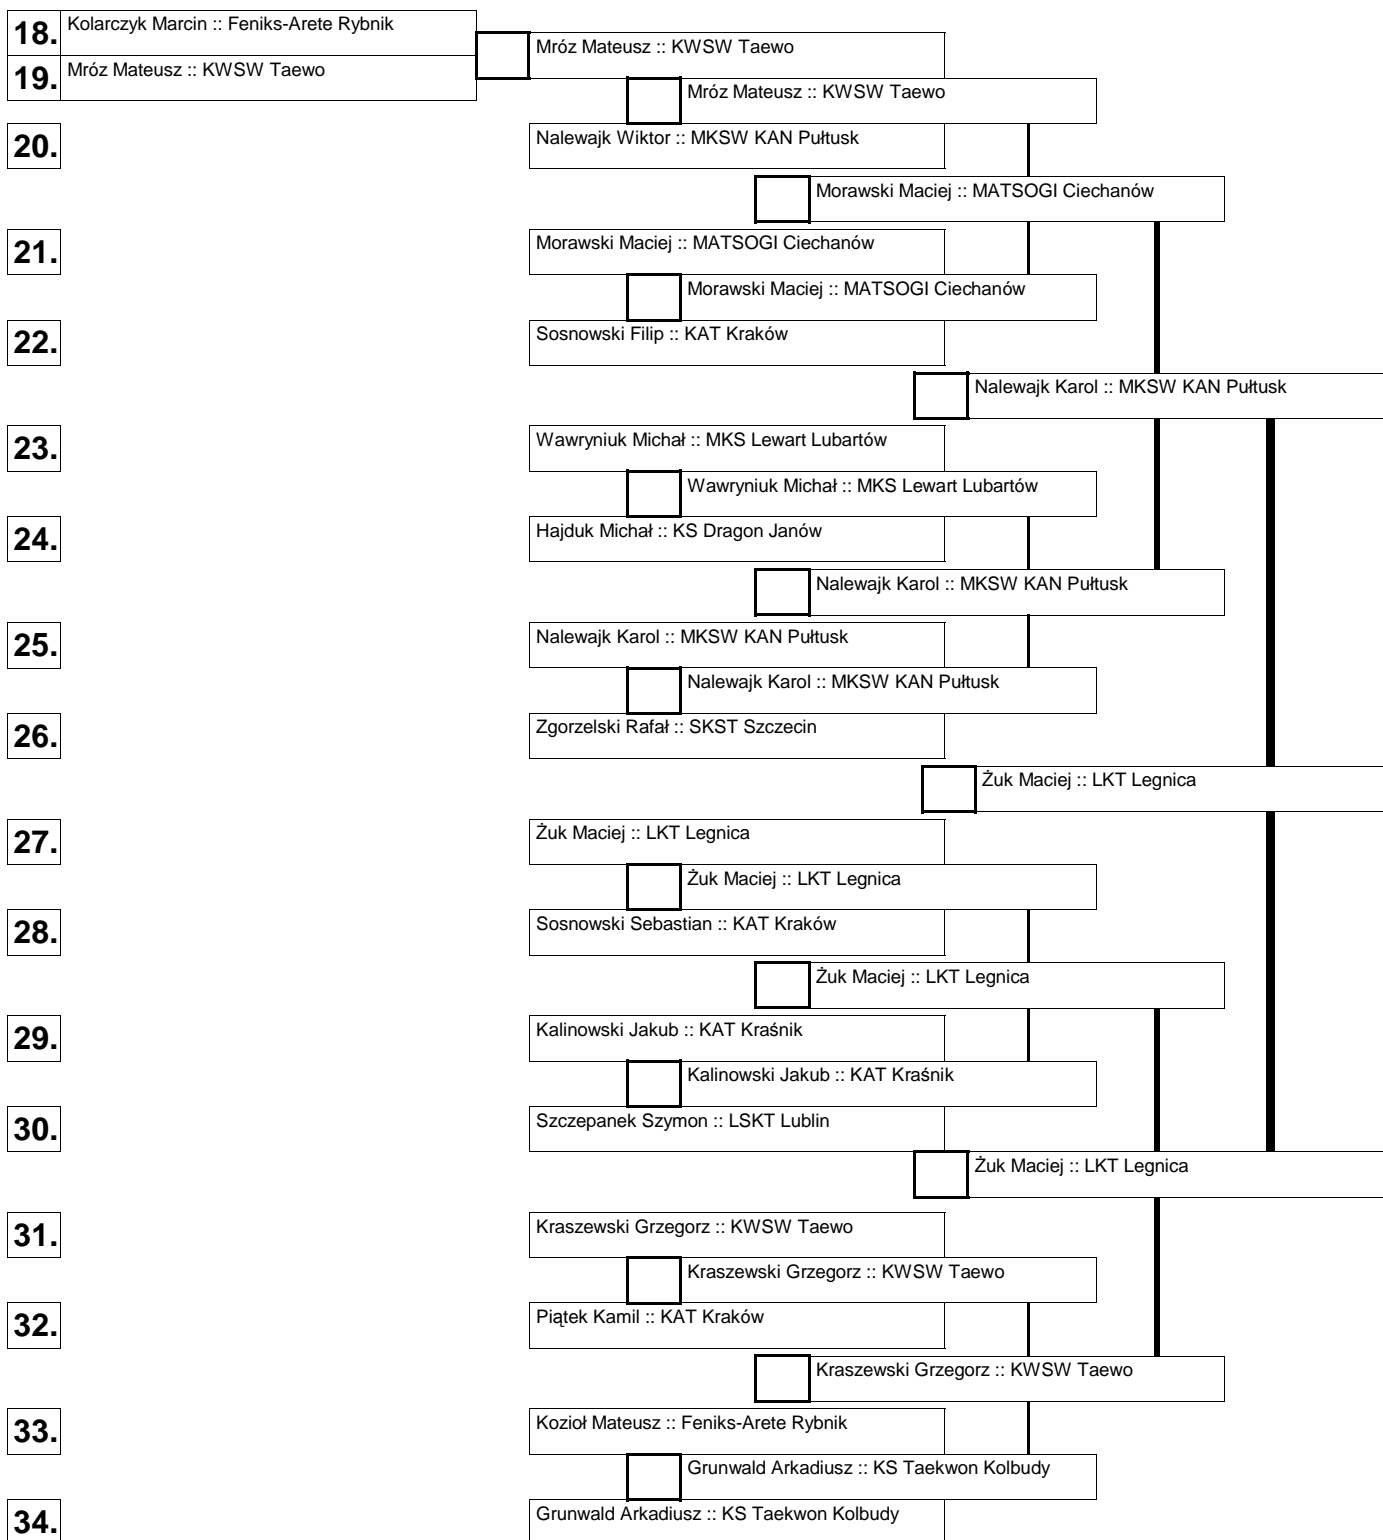 18. Kolarczyk Marcin :: Feniks-Arete Rybnik
Mróz Mateusz :: KWSW Taewo
19. Mróz Mateusz :: KWSW Taewo
Mróz Mateusz :: KWSW Taewo
20. Nalewajk Wiktor :: MKSW KAN Pułtusk
Morawski Maciej :: MATSOGI Ciechanów
21. Morawski Maciej :: MATSOGI Ciechanów
Morawski Maciej :: MATSOGI Ciechanów
22. Sosnowski Filip :: KAT Kraków
Nalewajk Karol :: MKSW KAN Pułtusk
23. Wawryniuk Michał :: MKS Lewart Lubartów
Wawryniuk Michał :: MKS Lewart Lubartów
24. Hajduk Michał :: KS Dragon Janów
Nalewajk Karol :: MKSW KAN Pułtusk
25. Nalewajk Karol :: MKSW KAN Pułtusk
Nalewajk Karol :: MKSW KAN Pułtusk
26. Zgorzelski Rafał :: SKST Szczecin
Żuk Maciej :: LKT Legnica
27. Żuk Maciej :: LKT Legnica
Żuk Maciej :: LKT Legnica
28. Sosnowski Sebastian :: KAT Kraków
Żuk Maciej :: LKT Legnica
29. Kalinowski Jakub :: KAT Kraśnik
Kalinowski Jakub :: KAT Kraśnik
30. Szczepanek Szymon :: LSKT Lublin
Żuk Maciej :: LKT Legnica
31. Kraszewski Grzegorz :: KWSW Taewo
Kraszewski Grzegorz :: KWSW Taewo
32. Piątek Kamil :: KAT Kraków
Kraszewski Grzegorz :: KWSW Taewo
33. Kozioł Mateusz :: Feniks-Arete Rybnik
Grunwald Arkadiusz :: KS Taekwon Kolbudy
34. Grunwald Arkadiusz :: KS Taekwon Kolbudy